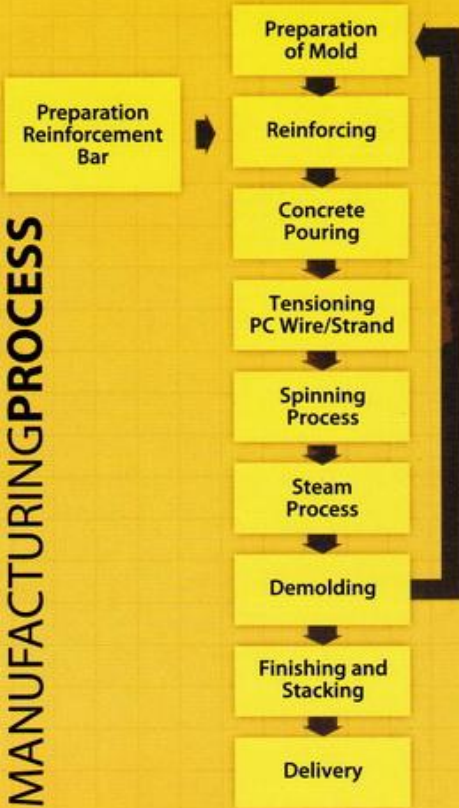 MANUFACTURINGPROCESS
Preparation
of Mold
Preparation
Reinforcement
Bar
Reinforcing
Concrete
Pouring
Tensioning
PC Wire/Strand
Spinning
Process
Steam
Process
Demolding
Finishing and
Stacking
Delivery